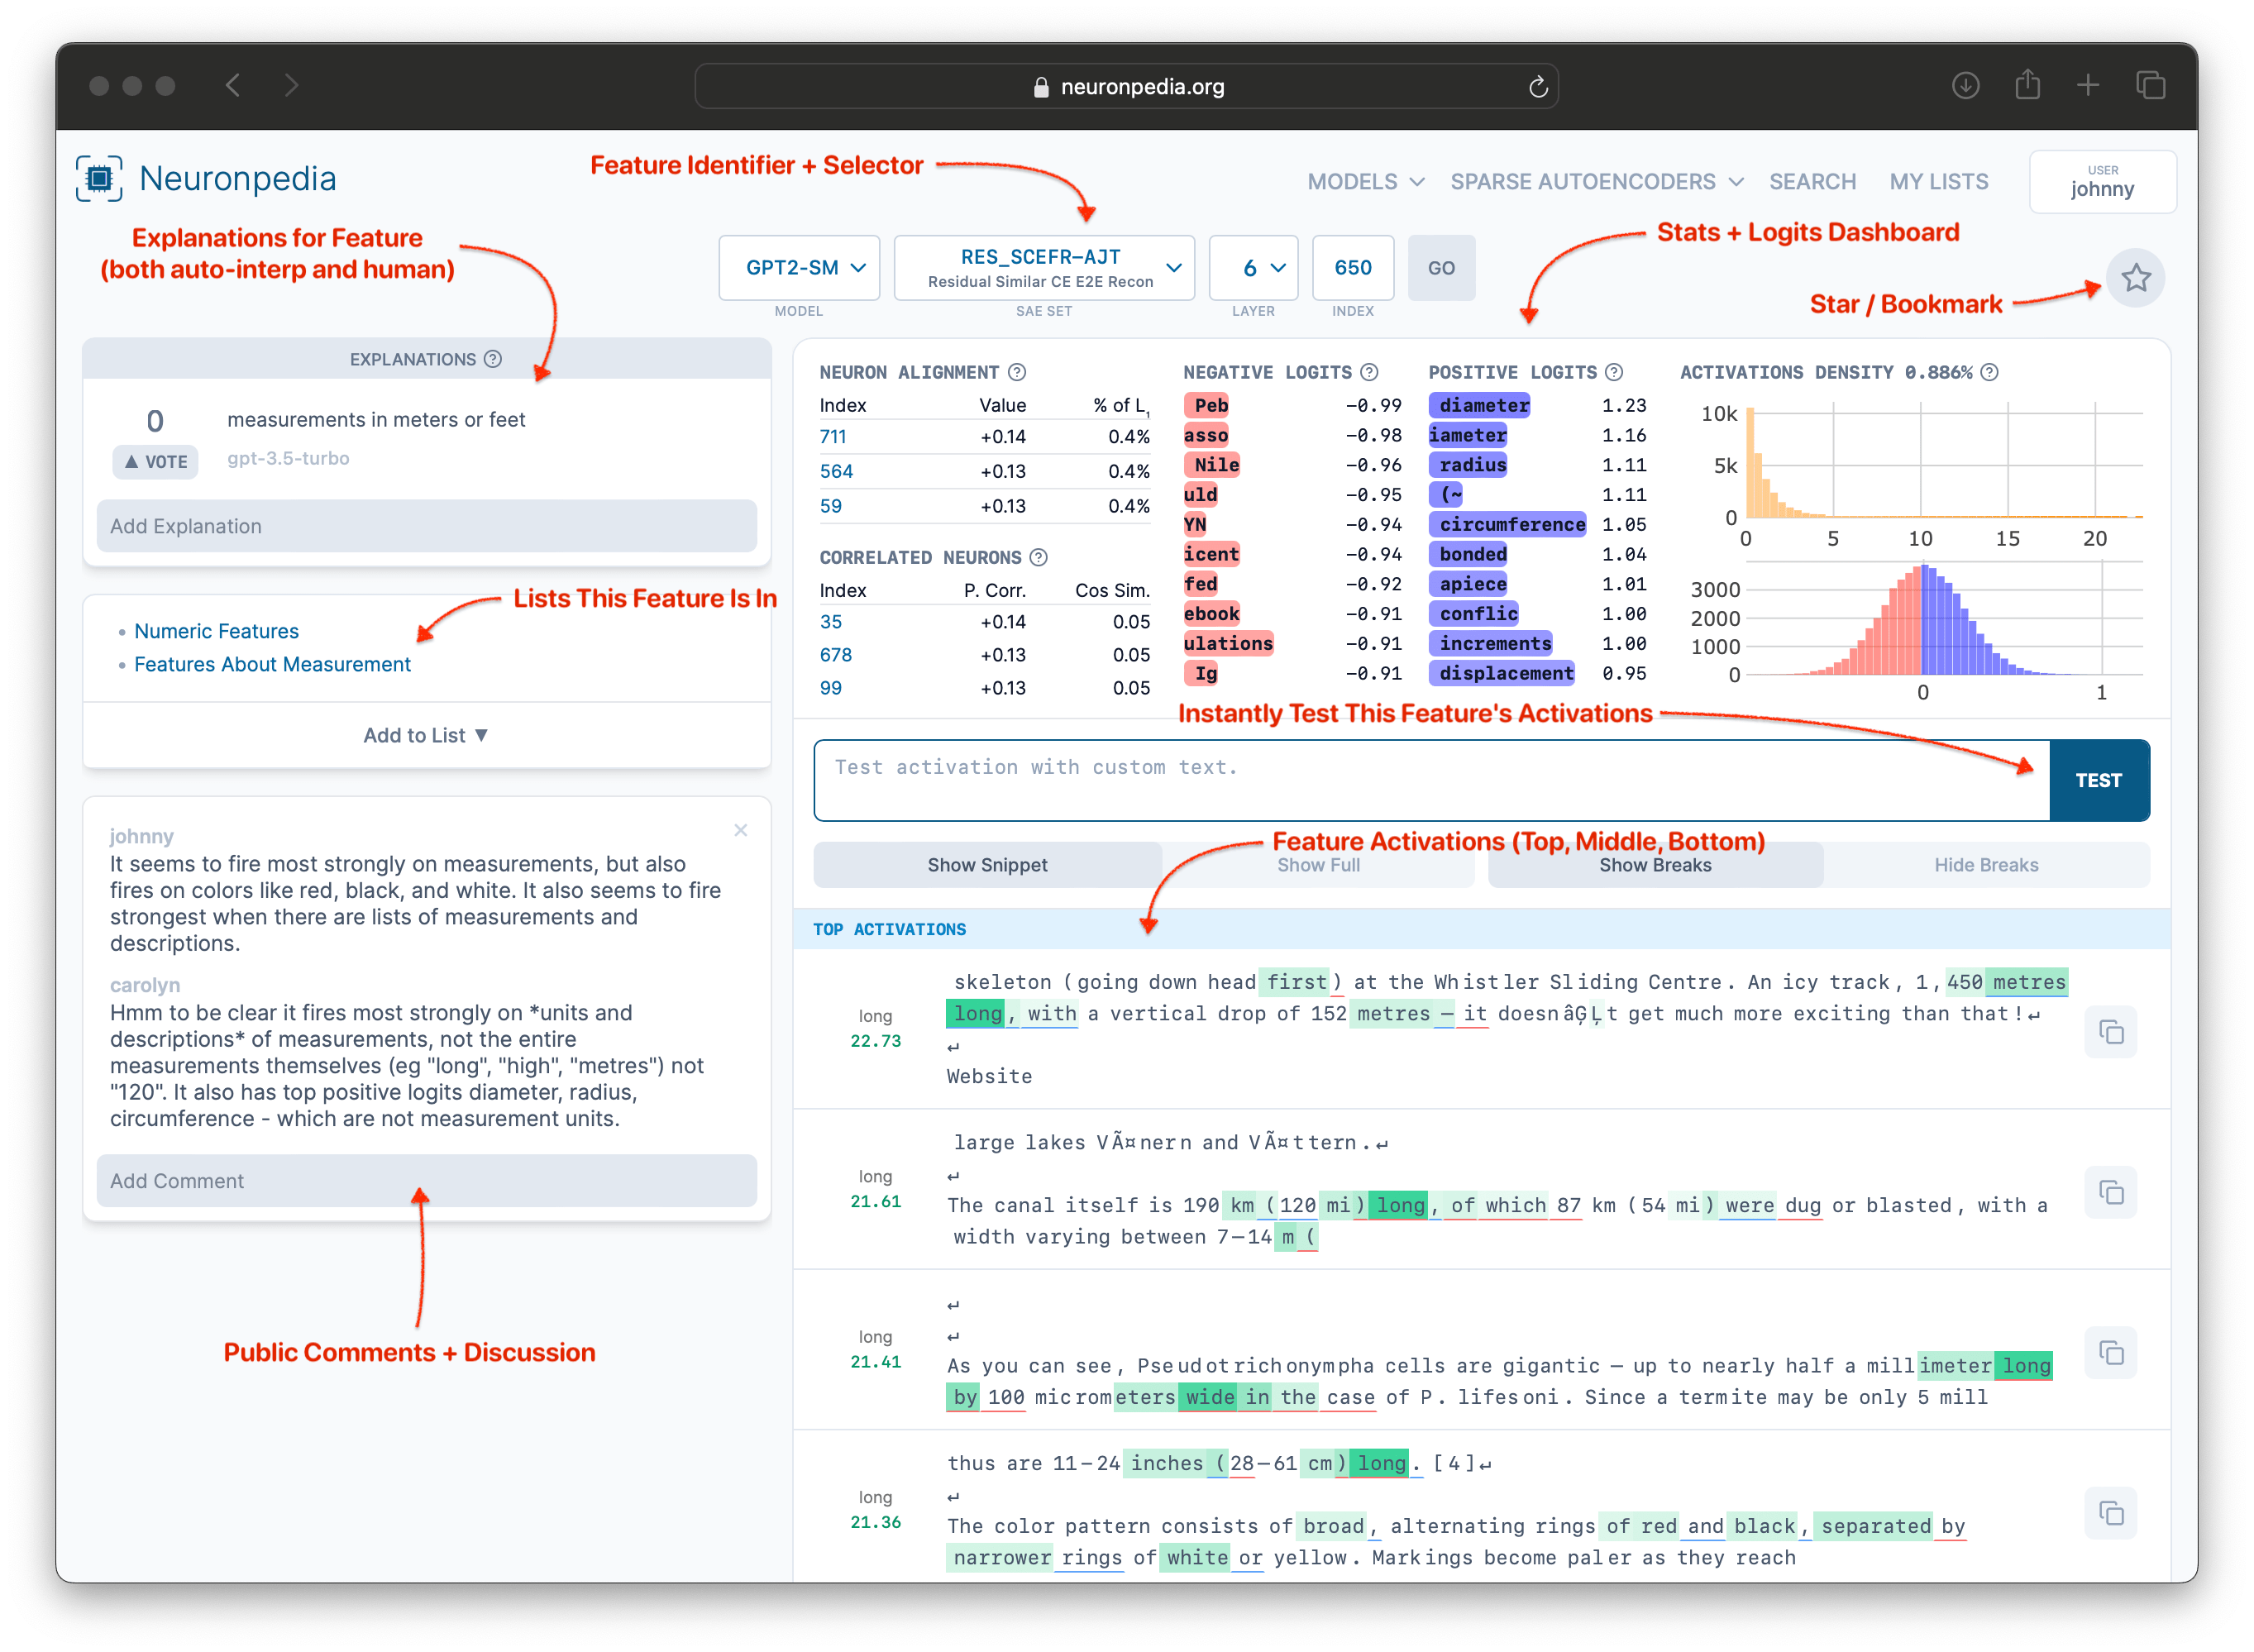 neuronpedia.org
Neuronpedia
Feature Identifier + Selector
MODELS
SPARSE AUTOENCODERS
SEARCH
MY LISTS
USER
johnny
Explanations for Feature
(both auto-interp and human)
GPT2-SM
MODEL
RES_SCEFR-AJT
Residual Similar CE E2E Recon
SAE SET
6
LAYER
650
INDEX
GO
Stats + Logits Dashboard
Star / Bookmark
EXPLANATIONS
0
VOTE
measurements in meters or feet
gpt-3.5-turbo
Add Explanation
Lists This Feature Is In
Numeric Features
Features About Measurement
Add to List ▼
johnny
It seems to fire most strongly on measurements, but also
fires on colors like red, black, and white. It also seems to fire
strongest when there are lists of measurements and
descriptions.
carolyn
Hmm to be clear it fires most strongly on *units and
descriptions* of measurements, not the entire
measurements themselves (eg "long", "high", "metres") not
"120". It also has top positive logits diameter, radius,
circumference - which are not measurement units.
Add Comment
Public Comments + Discussion
NEURON ALIGNMENT
Index Value % of L₁
711 +0.14 0.4%
564 +0.13 0.4%
59 +0.13 0.4%
CORRELATED NEURONS
Index P. Corr. Cos Sim.
35 +0.14 0.05
678 +0.13 0.05
99 +0.13 0.05
NEGATIVE LOGITS
Peb -0.99
asso -0.98
Nile -0.96
uld -0.95
YN -0.94
icent -0.94
fed -0.92
ebook -0.91
ulations -0.91
Ig -0.91
POSITIVE LOGITS
diameter 1.23
iameter 1.16
radius 1.11
(~ 1.11
circumference 1.05
bonded 1.04
apiece 1.01
conflic 1.00
increments 1.00
displacement 0.95
ACTIVATIONS DENSITY 0.886%
10k
5k
0
0 5 10 15 20
3000
2000
1000
0
0 1
Instantly Test This Feature's Activations
Test activation with custom text.
TEST
Feature Activations (Top, Middle, Bottom)
Show Snippet
Show Full
Show Breaks
Hide Breaks
TOP ACTIVATIONS
long
22.73
skeleton (going down head first) at the Whistler Sliding Centre. An icy track, 1,450 metres
long, with a vertical drop of 152 metres — it doesnâĢĻt get much more exciting than that!↵
↵
Website
long
21.61
large lakes VÃ¤nern and VÃ¤ttern.↵
↵
The canal itself is 190 km (120 mi) long, of which 87 km (54 mi) were dug or blasted, with a
width varying between 7–14 m (
long
21.41
↵
↵
As you can see, Pseudotrichonympha cells are gigantic — up to nearly half a millimeter long
by 100 micrometers wide in the case of P. lifesoni. Since a termite may be only 5 mill
long
21.36
thus are 11–24 inches (28–61 cm) long. [4]↵
↵
The color pattern consists of broad, alternating rings of red and black, separated by
narrower rings of white or yellow. Markings become paler as they reach